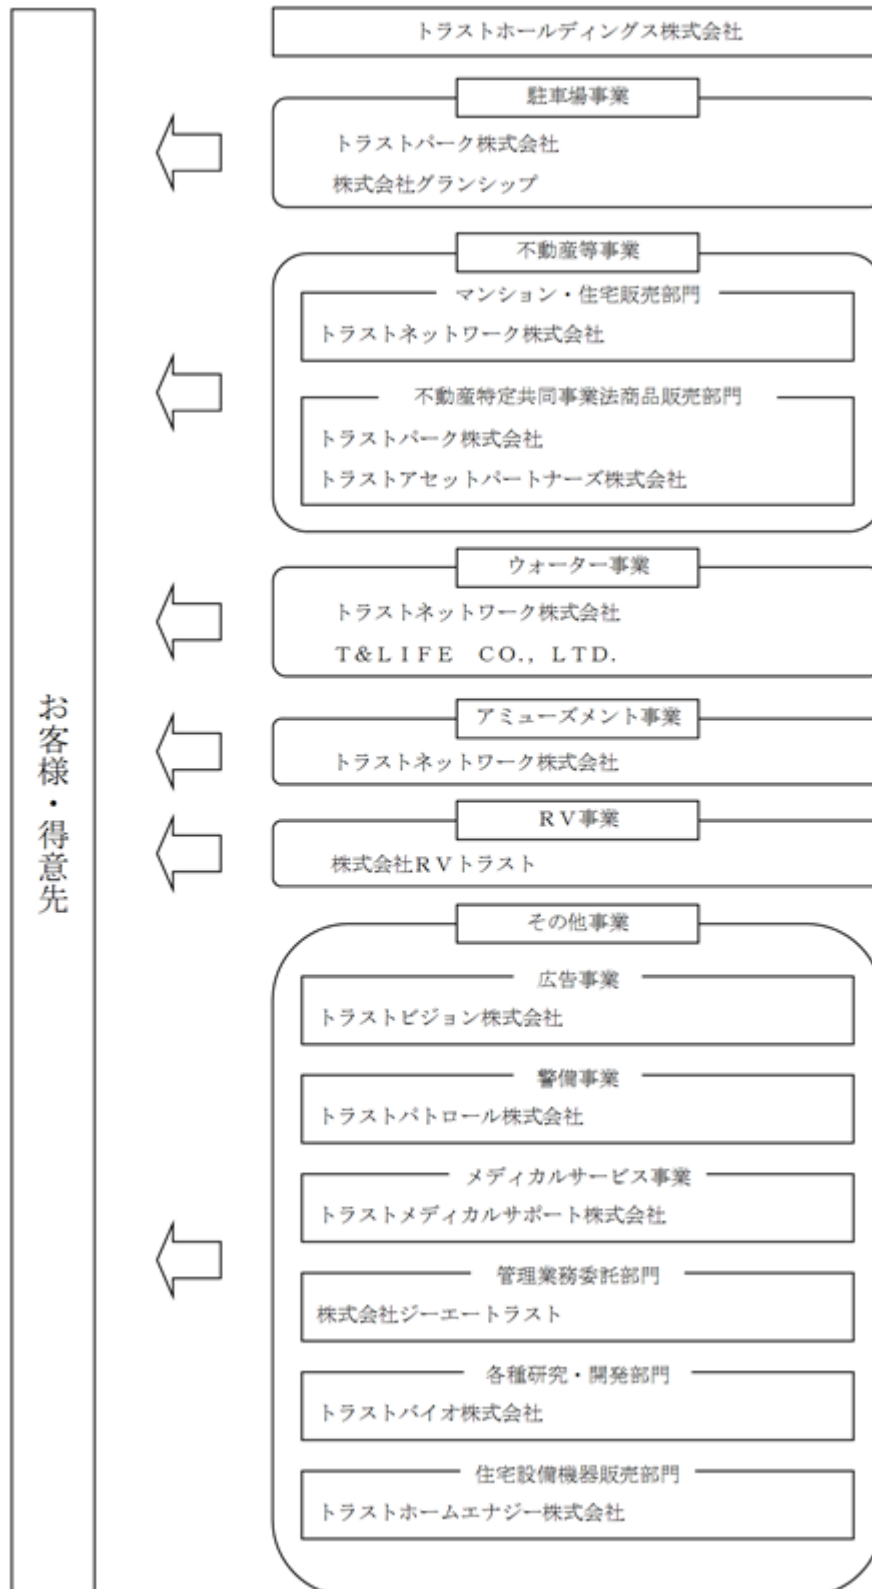 トラストホールディングス株式会社
駐車場事業
トラストパーク株式会社
株式会社グランシップ
不動産等事業
マンション・住宅販売部門
トラストネットワーク株式会社
不動産特定共同事業法商品販売部門
トラストパーク株式会社
トラストアセットパートナーズ株式会社
ウォーター事業
トラストネットワーク株式会社
Ｔ&ＬＩＦＥ　ＣＯ., ＬＴＤ.
アミューズメント事業
トラストネットワーク株式会社
ＲＶ事業
株式会社ＲＶトラスト
その他事業
広告事業
トラストビジョン株式会社
警備事業
トラストパトロール株式会社
メディカルサービス事業
トラストメディカルサポート株式会社
管理業務委託部門
株式会社ジーエートラスト
各種研究・開発部門
トラストバイオ株式会社
住宅設備機器販売部門
トラストホームエナジー株式会社
お客様・得意先